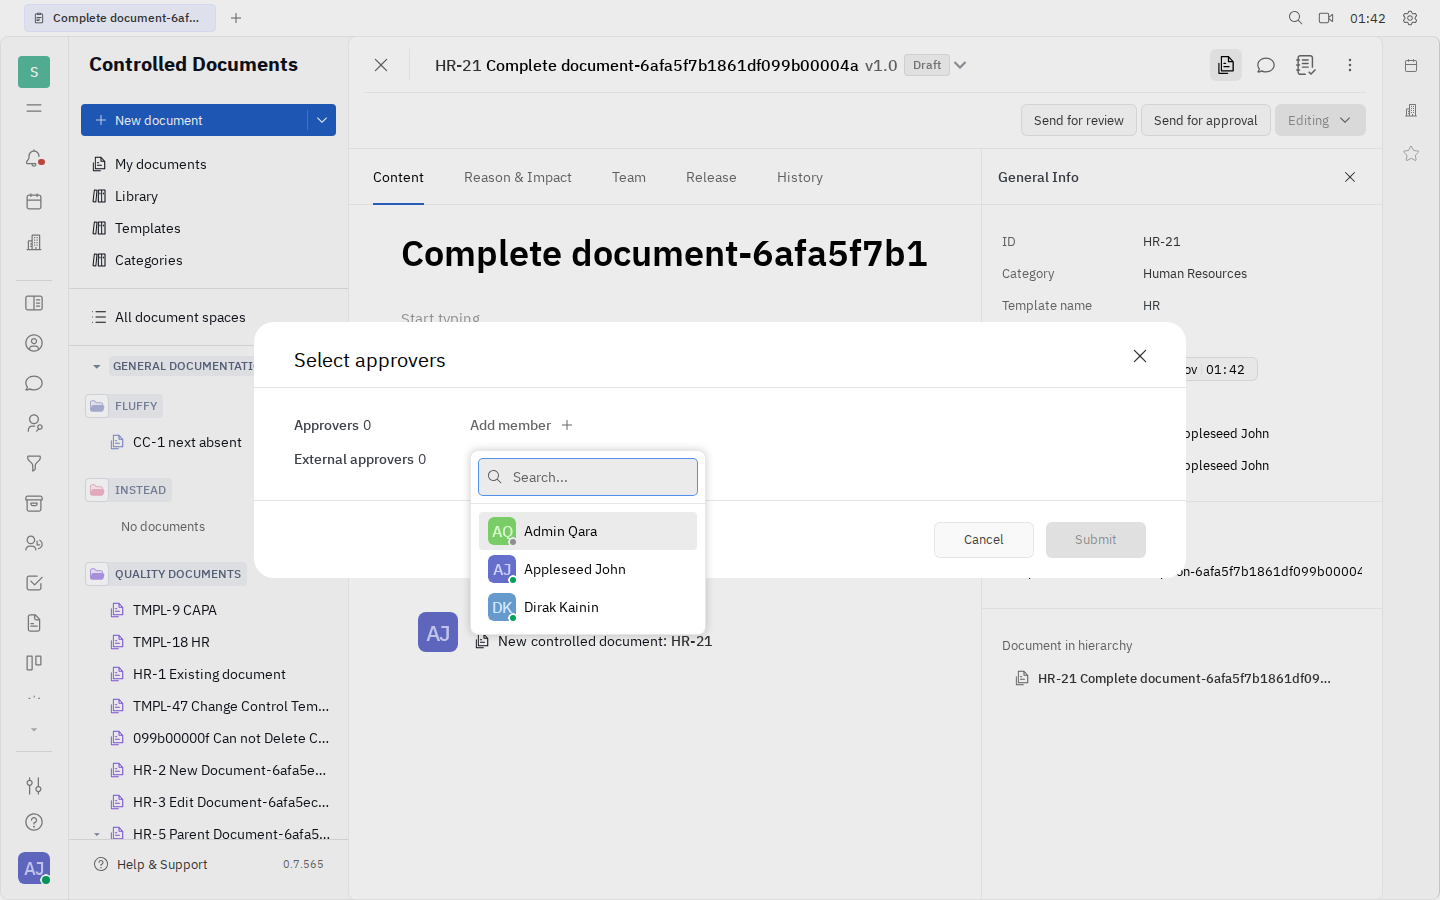 Complete document-6af...
01:42
S
Controlled Documents
New document
My documents
Library
Templates
Categories
All document spaces
GENERAL DOCUMENTATI
FLUFFY
CC-1 next absent
INSTEAD
No documents
QUALITY DOCUMENTS
TMPL-9 CAPA
TMPL-18 HR
HR-1 Existing document
TMPL-47 Change Control Tem...
099b00000f Can not Delete C...
HR-2 New Document-6afa5e...
HR-3 Edit Document-6afa5ec...
HR-5 Parent Document-6afa5...
Help & Support 0.7.565
AJ
HR-21 Complete document-6afa5f7b1861df099b00004a v1.0 Draft
Send for review
Send for approval
Editing
Content
Reason & Impact
Team
Release
History
Complete document-6afa5f7b1
Start typing
General Info
ID HR-21
Category Human Resources
Template name HR
ov 01:42
ppleseed John
ppleseed John
on-6afa5f7b1861df099b00004
Document in hierarchy
HR-21 Complete document-6afa5f7b1861df09...
Select approvers
Approvers 0
Add member
External approvers 0
Search...
AQ Admin Qara
AJ Appleseed John
DK Dirak Kainin
Cancel
Submit
AJ
New controlled document: HR-21